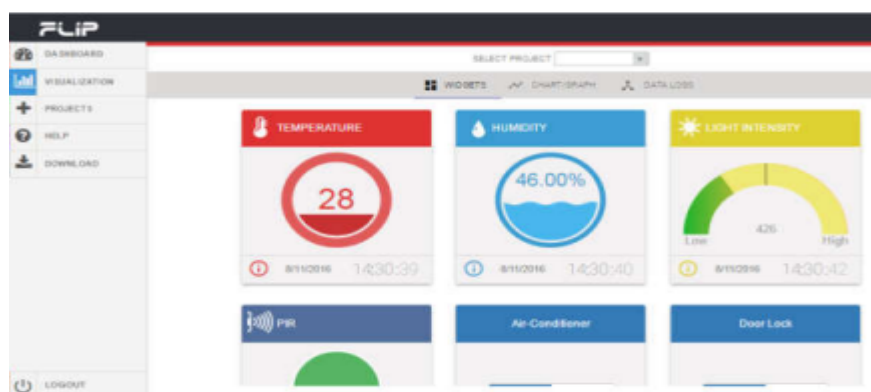 FLiP
DASHBOARD
VISUALIZATION
PROJECTS
HELP
DOWNLOAD
LOGOUT
SELECT PROJECT
WIDGETS CHART/GRAPH DATA LOGS
TEMPERATURE
28
8/11/2016 14:30:39
HUMIDITY
46.00%
8/11/2016 14:30:40
LIGHT INTENSITY
426
Low High
8/11/2016 14:30:42
PIR
Air-Conditioner
Door Lock